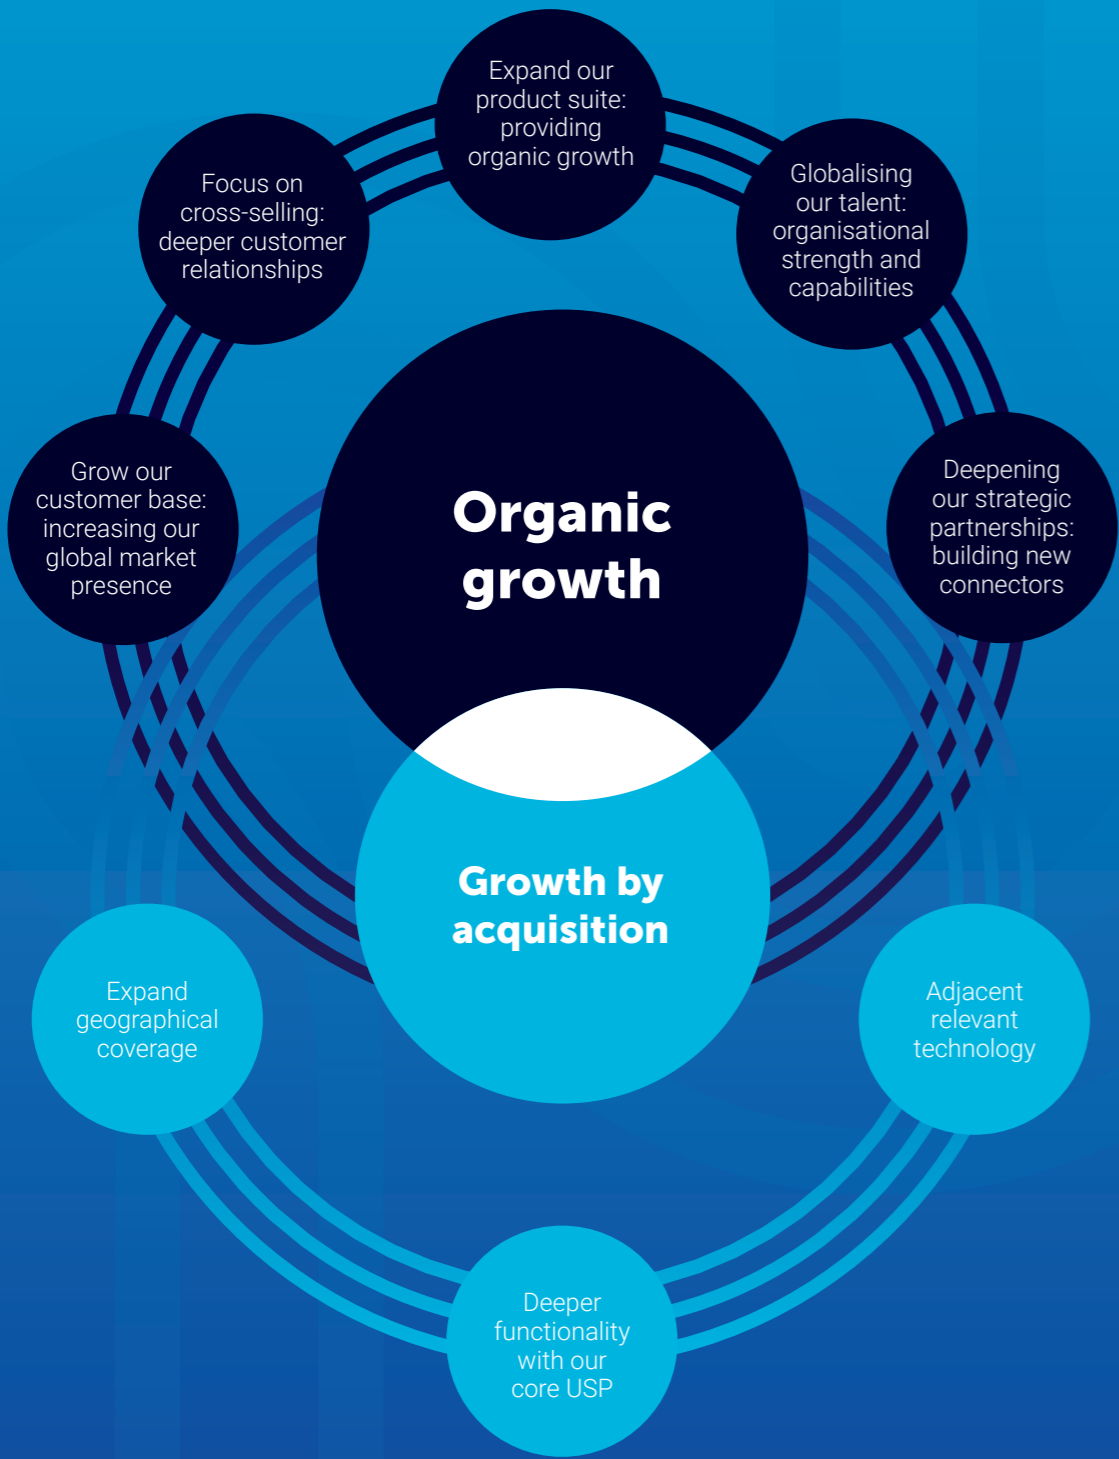 Expand our
product suite:
providing
organic growth
Focus on
cross-selling:
deeper customer
relationships
Globalising
our talent:
organisational
strength and
capabilities
Grow our
customer base:
increasing our
global market
presence
Organic
growth
Deepening
our strategic
partnerships:
building new
connectors
Growth by
acquisition
Expand
geographical
coverage
Adjacent
relevant
technology
Deeper
functionality
with our
core USP